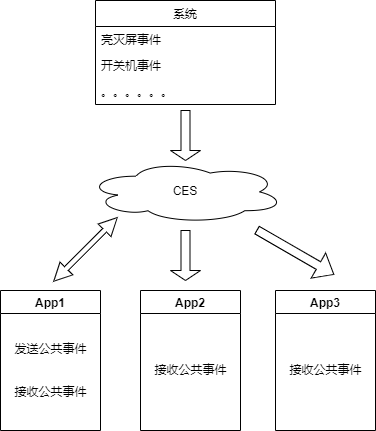 系统
亮灭屏事件
开关机事件
。。。。。。
CES
App1
App2
App3
发送公共事件
接收公共事件
接收公共事件
接收公共事件